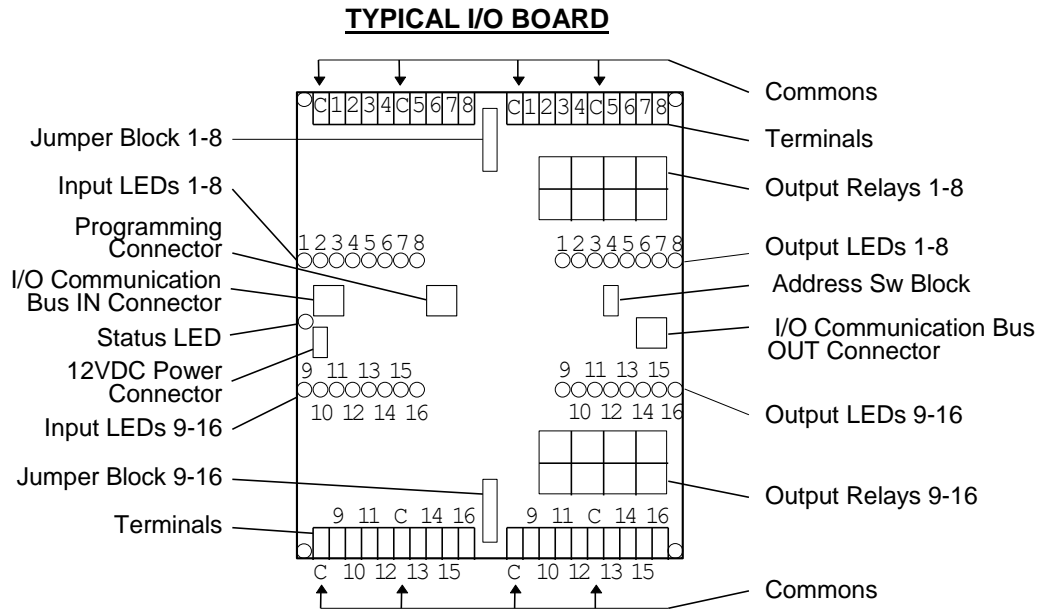 TYPICAL I/O BOARD
Commons
C 1 2 3 4 C 5 6 7 8 C 1 2 3 4 C 5 6 7 8
Jumper Block 1-8
Terminals
Input LEDs 1-8
Output Relays 1-8
Programming
Connector
1 2 3 4 5 6 7 8 1 2 3 4 5 6 7 8
Output LEDs 1-8
I/O Communication
Bus IN Connector
Address Sw Block
Status LED
I/O Communication Bus
OUT Connector
12VDC Power
Connector
9 11 13 15 9 11 13 15
10 12 14 16 10 12 14 16
Input LEDs 9-16
Output LEDs 9-16
Jumper Block 9-16
Output Relays 9-16
Terminals
9 11 C 14 16 9 11 C 14 16
C 10 12 13 15 C 10 12 13 15
Commons